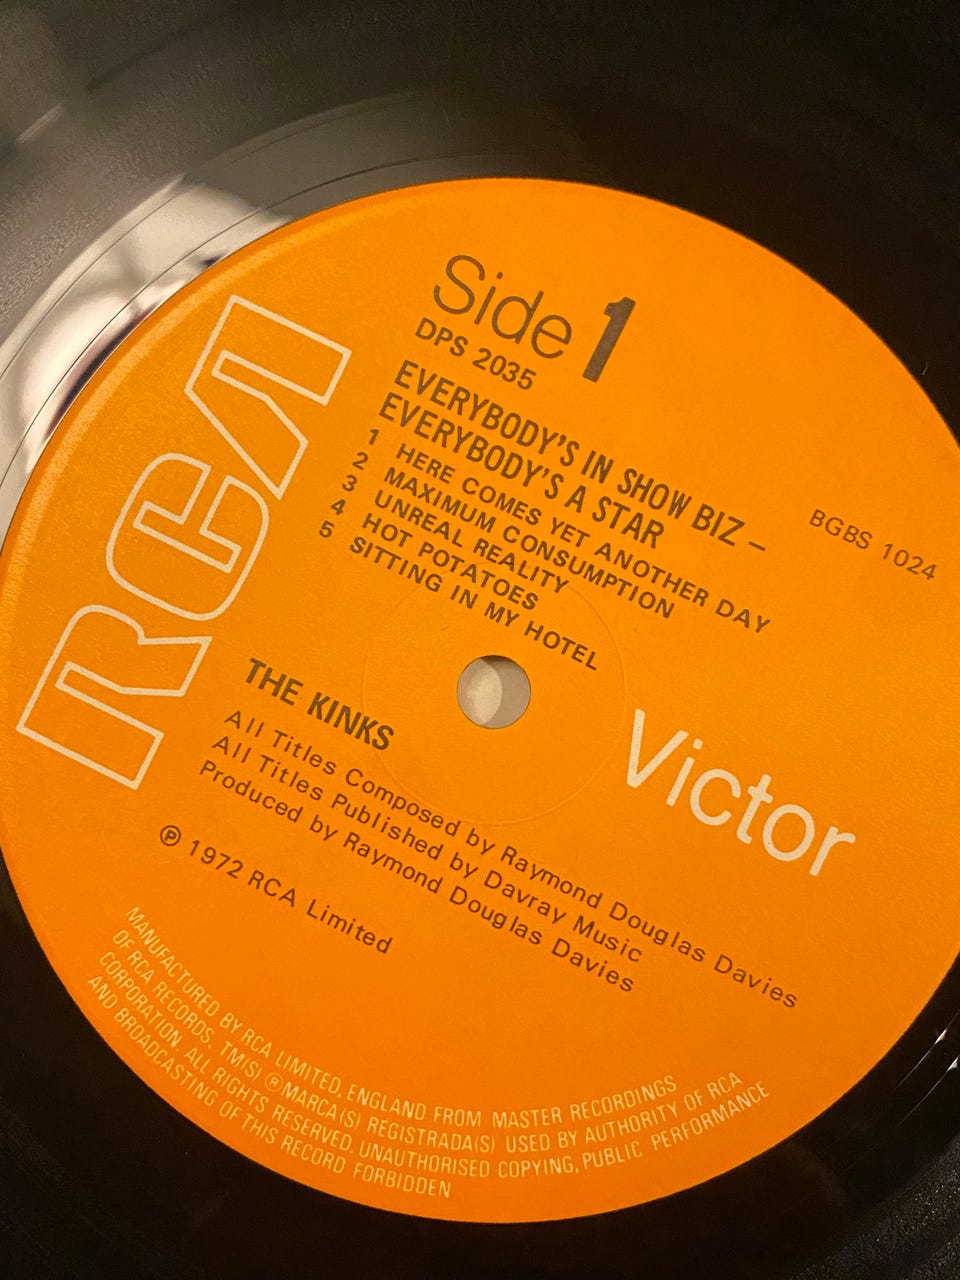 RCA
Side 1
DPS 2035
EVERYBODY'S IN SHOW BIZ –
EVERYBODY'S A STAR
1 HERE COMES YET ANOTHER DAY
2 MAXIMUM CONSUMPTION
3 UNREAL REALITY
4 HOT POTATOES
5 SITTING IN MY HOTEL
BGBS 1024
THE KINKS
Victor
All Titles Composed by Raymond Douglas Davies
All Titles Published by Davray Music
Produced by Raymond Douglas Davies
℗ 1972 RCA Limited
MANUFACTURED BY RCA LIMITED, ENGLAND FROM MASTER RECORDINGS
OF RCA RECORDS, TM(S) ®MARCA(S) REGISTRADA(S) USED BY AUTHORITY OF RCA
CORPORATION. ALL RIGHTS RESERVED. UNAUTHORISED COPYING, PUBLIC PERFORMANCE
AND BROADCASTING OF THIS RECORD FORBIDDEN